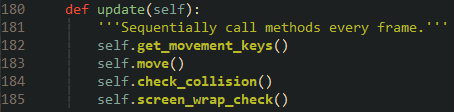 180     def update(self):
181         '''Sequentially call methods every frame.'''
182         self.get_movement_keys()
183         self.move()
184         self.check_collision()
185         self.screen_wrap_check()